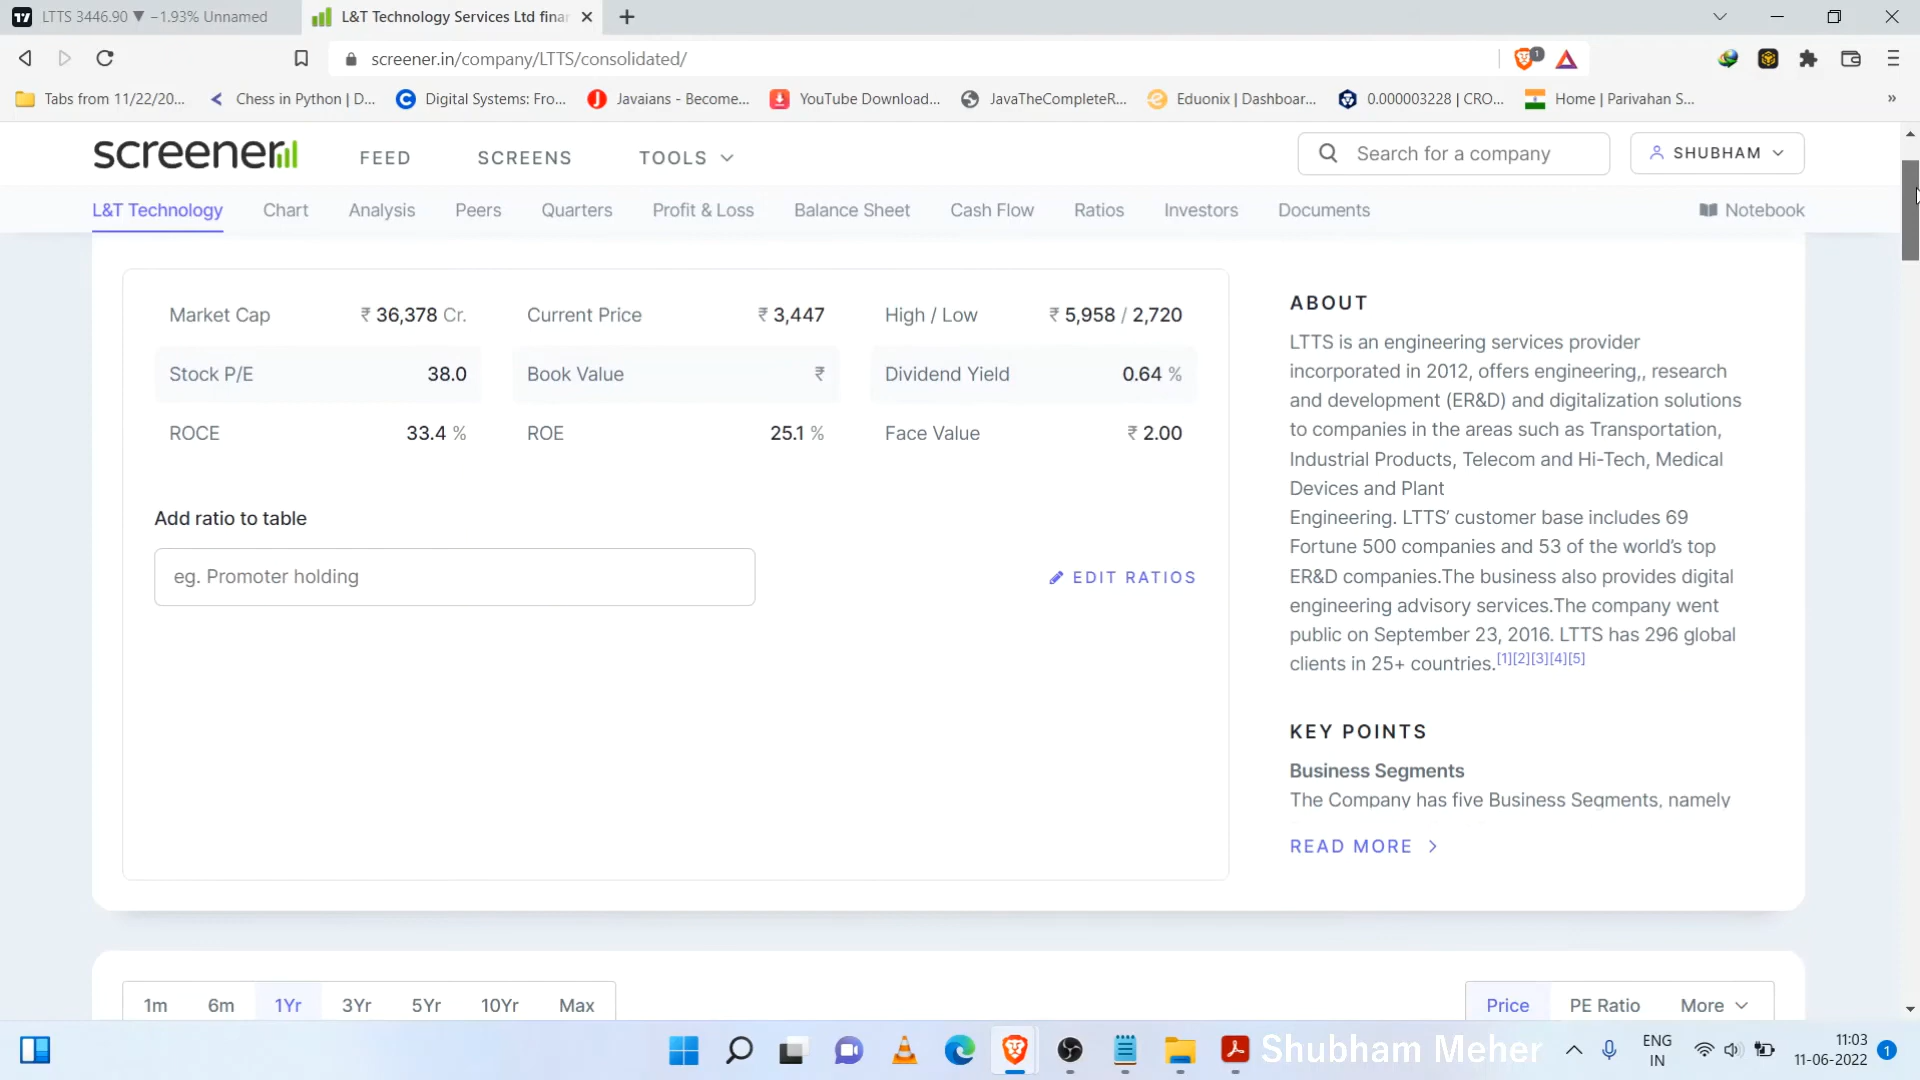 LTTS 3446.90 ▼ −1.93% Unnamed
L&T Technology Services Ltd finan
screener.in/company/LTTS/consolidated/
1
Tabs from 11/22/20...
Chess in Python | D...
Digital Systems: Fro...
Javaians - Become...
YouTube Download...
JavaTheCompleteR...
Eduonix | Dashboar...
0.000003228 | CRO...
Home | Parivahan S...
screener
FEED
SCREENS
TOOLS
Search for a company
SHUBHAM
L&T Technology
Chart
Analysis
Peers
Quarters
Profit & Loss
Balance Sheet
Cash Flow
Ratios
Investors
Documents
Notebook
Market Cap ₹ 36,378 Cr.
Current Price ₹ 3,447
High / Low ₹ 5,958 / 2,720
Stock P/E 38.0
Book Value ₹
Dividend Yield 0.64 %
ROCE 33.4 %
ROE 25.1 %
Face Value ₹ 2.00
Add ratio to table
eg. Promoter holding
EDIT RATIOS
ABOUT
LTTS is an engineering services provider
incorporated in 2012, offers engineering,, research
and development (ER&D) and digitalization solutions
to companies in the areas such as Transportation,
Industrial Products, Telecom and Hi-Tech, Medical
Devices and Plant
Engineering. LTTS’ customer base includes 69
Fortune 500 companies and 53 of the world’s top
ER&D companies.The business also provides digital
engineering advisory services.The company went
public on September 23, 2016. LTTS has 296 global
clients in 25+ countries.[1][2][3][4][5]
KEY POINTS
Business Segments
The Company has five Business Segments, namely
READ MORE
1m
6m
1Yr
3Yr
5Yr
10Yr
Max
Price
PE Ratio
More
Shubham Meher
ENG
IN
11:03
11-06-2022
1